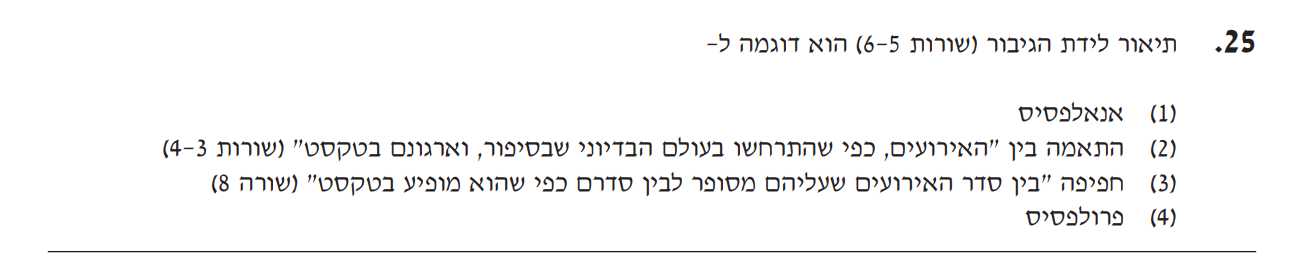 25. תיאור לידת הגיבור (שורות 5–6) הוא דוגמה ל–
(1) אנאלפסיס
(2) התאמה בין "האירועים, כפי שהתרחשו בעולם הבדיוני שבסיפור, וארגונם בטקסט" (שורות 3–4)
(3) חפיפה "בין סדר האירועים שעליהם מסופר לבין סדרם כפי שהוא מופיע בטקסט" (שורה 8)
(4) פרולפסיס